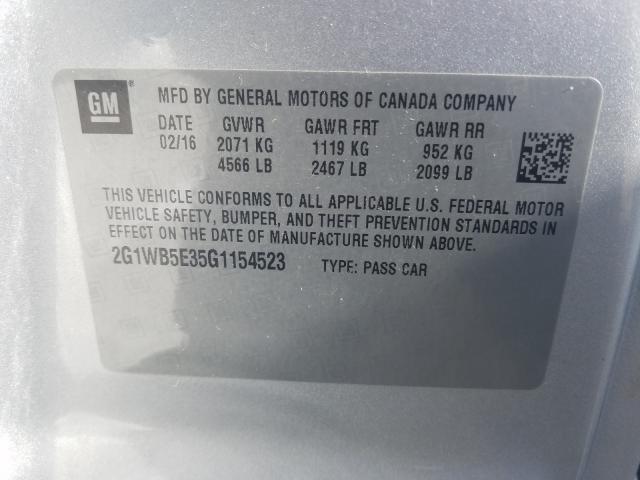 GM ® MFD BY GENERAL MOTORS OF CANADA COMPANY
DATE GVWR GAWR FRT GAWR RR
02/16 2071 KG 1119 KG 952 KG
4566 LB 2467 LB 2099 LB
THIS VEHICLE CONFORMS TO ALL APPLICABLE U.S. FEDERAL MOTOR
VEHICLE SAFETY, BUMPER, AND THEFT PREVENTION STANDARDS IN
EFFECT ON THE DATE OF MANUFACTURE SHOWN ABOVE.
2G1WB5E35G1154523 TYPE: PASS CAR